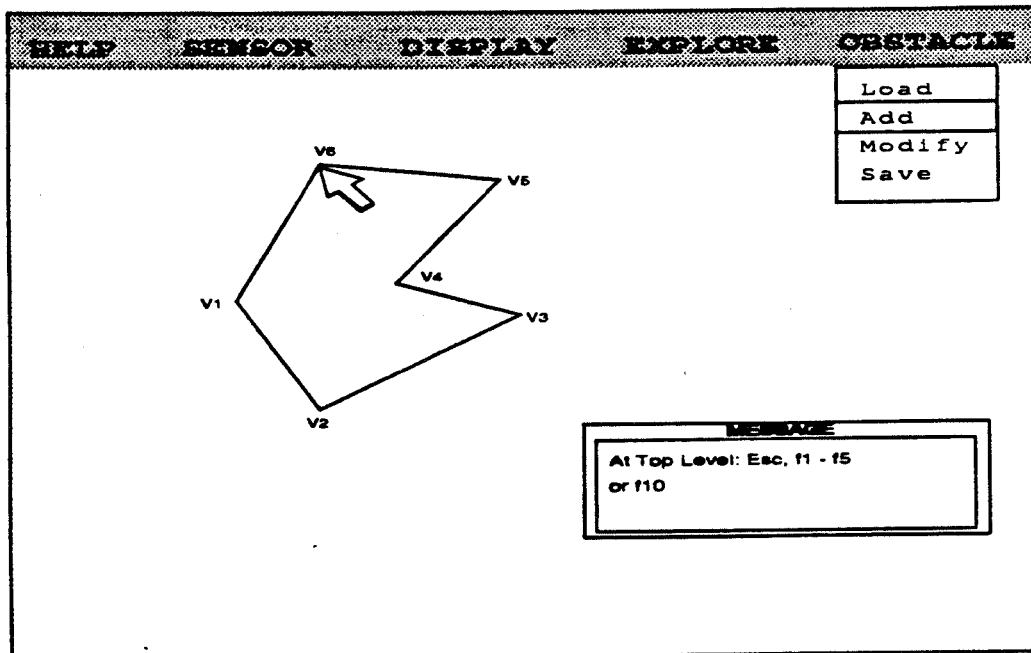 HELP SENSOR DISPLAY EXPLORE OBSTACLE
Load
Add
Modify
Save
V6
V5
V4
V1
V3
V2
MESSAGE
At Top Level: Esc, f1 - f5
or f10